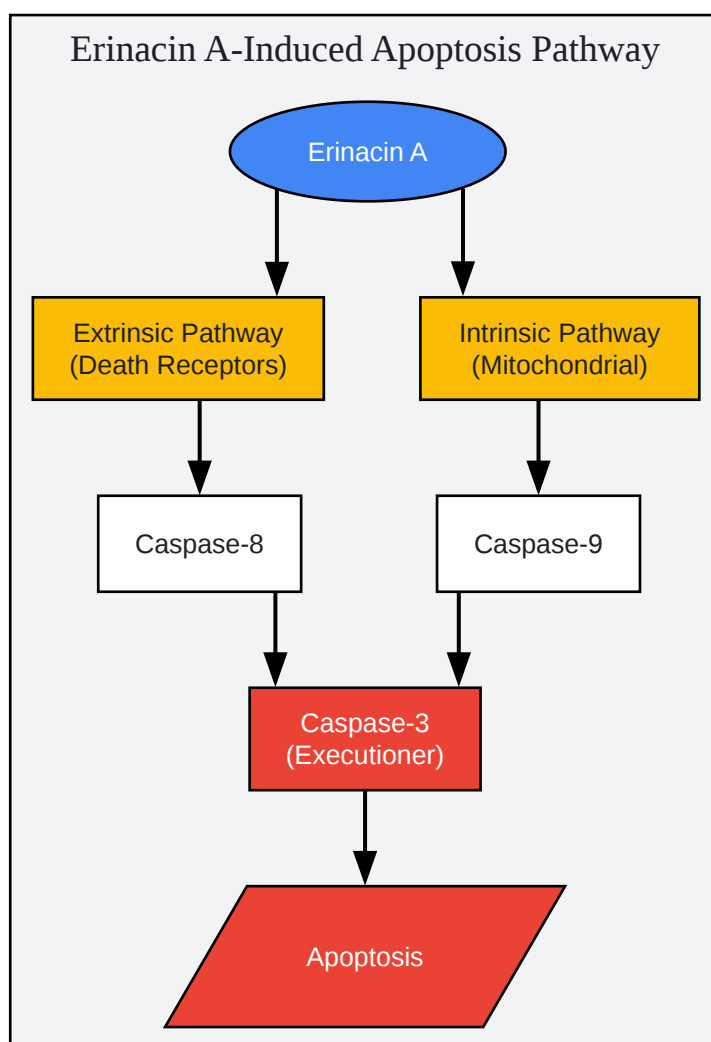 Erinacin A-Induced Apoptosis Pathway
Erinacin A
Extrinsic Pathway
(Death Receptors)
Intrinsic Pathway
(Mitochondrial)
Caspase-8
Caspase-9
Caspase-3
(Executioner)
Apoptosis